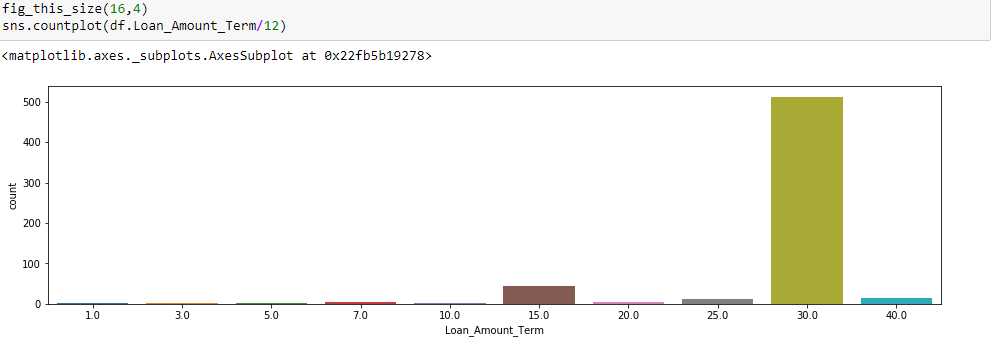 fig_this_size(16,4)
sns.countplot(df.Loan_Amount_Term/12)
<matplotlib.axes._subplots.AxesSubplot at 0x22fb5b19278>
500
400
300
200
100
0
count
1.0 3.0 5.0 7.0 10.0 15.0 20.0 25.0 30.0 40.0
Loan_Amount_Term